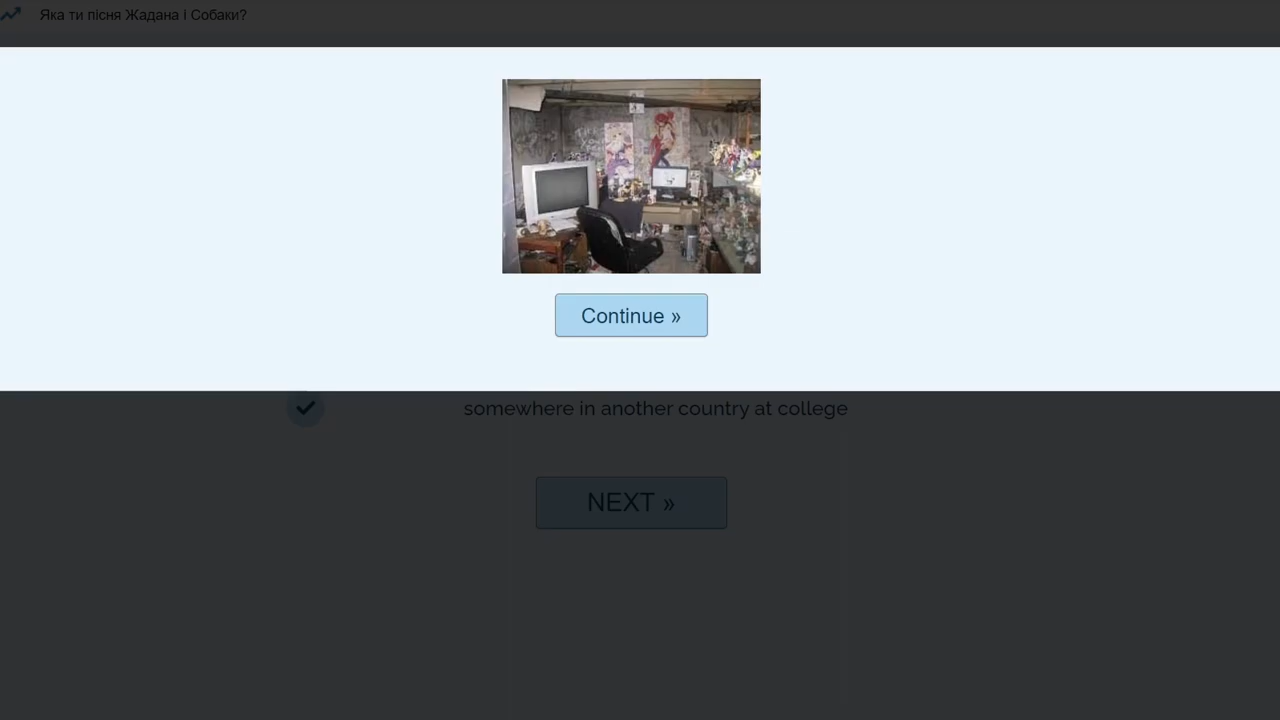 Яка ти пісня Жадана і Собаки?
Continue »
somewhere in another country at college
NEXT »